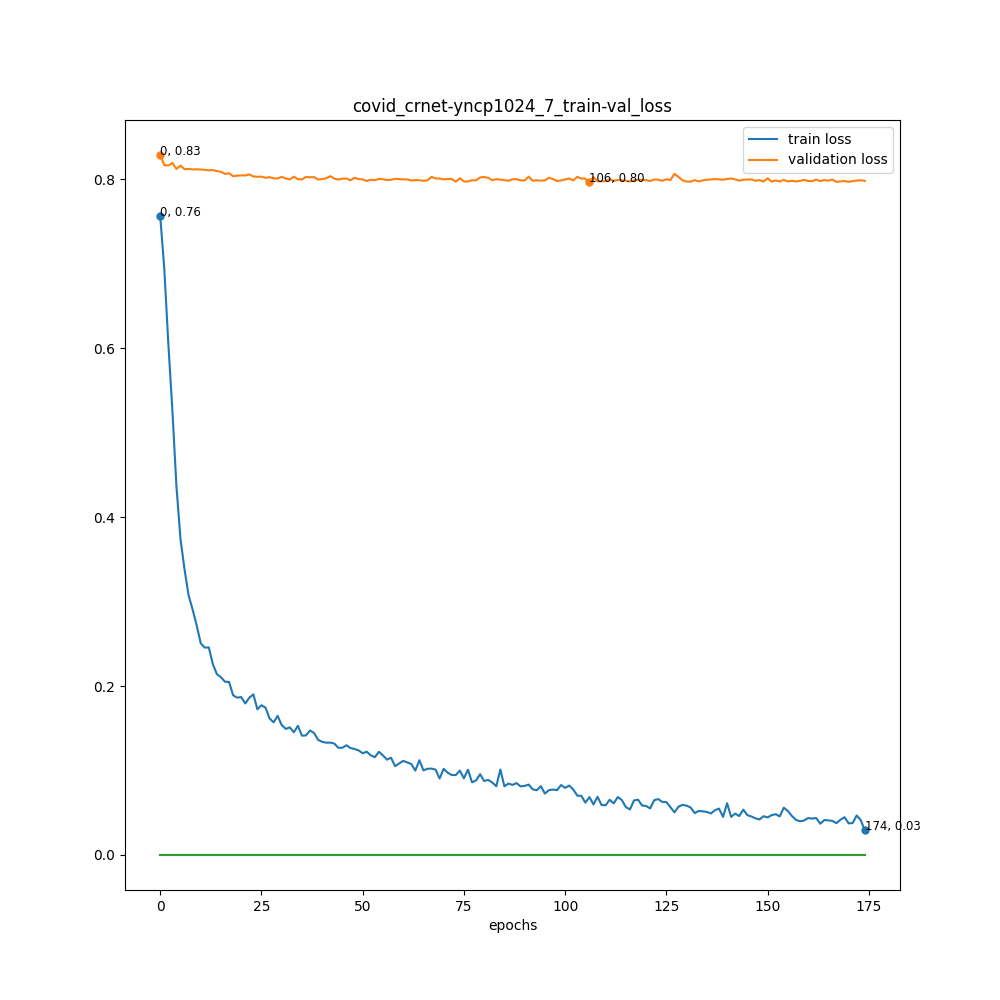 covid_crnet-yncp1024_7_train-val_loss
train loss
validation loss
0, 0.83
106, 0.80
0, 0.76
174, 0.03
0.8
0.6
0.4
0.2
0.0
0 25 50 75 100 125 150 175
epochs